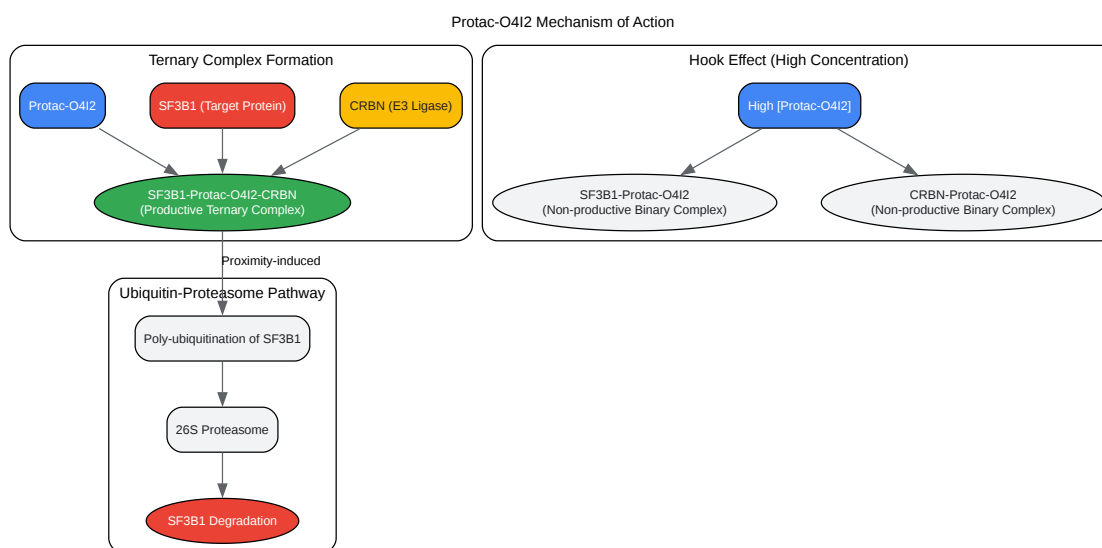 Protac-O4I2 Mechanism of Action
Ternary Complex Formation
Protac-O4I2
SF3B1 (Target Protein)
CRBN (E3 Ligase)
SF3B1-Protac-O4I2-CRBN
(Productive Ternary Complex)
Hook Effect (High Concentration)
High [Protac-O4I2]
SF3B1-Protac-O4I2
(Non-productive Binary Complex)
CRBN-Protac-O4I2
(Non-productive Binary Complex)
Proximity-induced
Ubiquitin-Proteasome Pathway
Poly-ubiquitination of SF3B1
26S Proteasome
SF3B1 Degradation